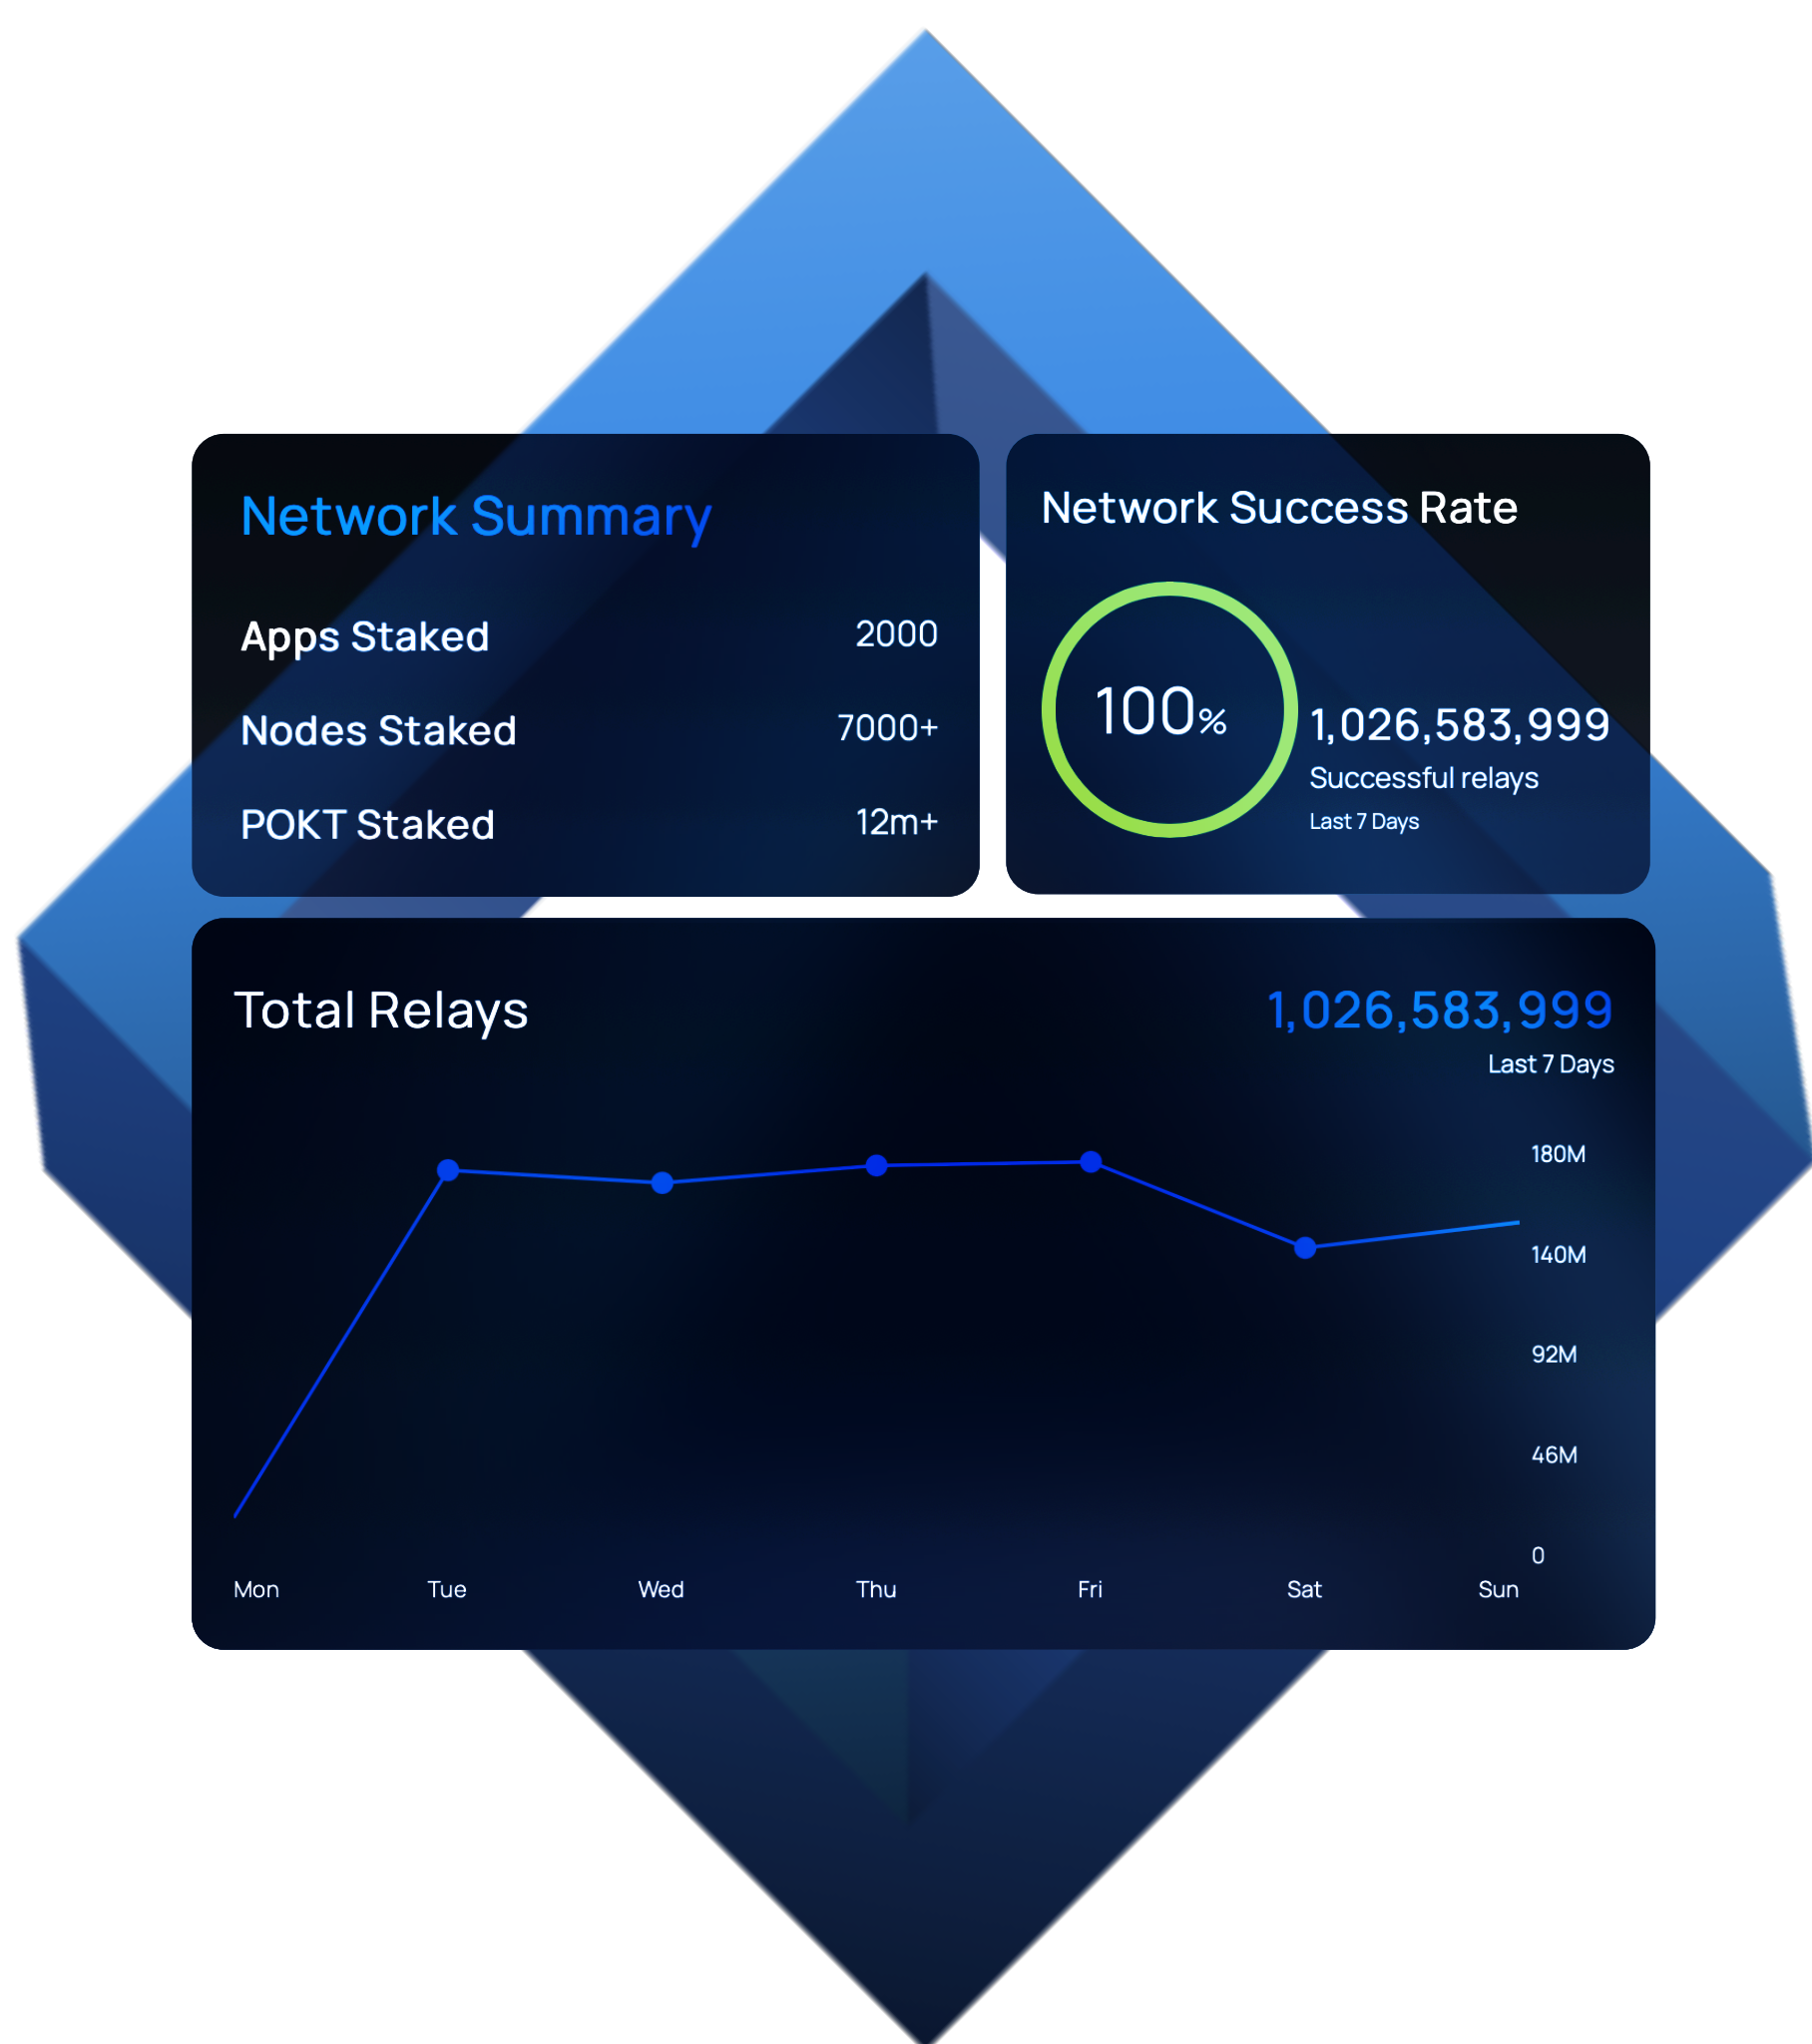 Network Summary
Apps Staked 2000
Nodes Staked 7000+
POKT Staked 12m+
Network Success Rate
100%
1,026,583,999
Successful relays
Last 7 Days
Total Relays 1,026,583,999
Last 7 Days
180M
140M
92M
46M
0
Mon Tue Wed Thu Fri Sat Sun